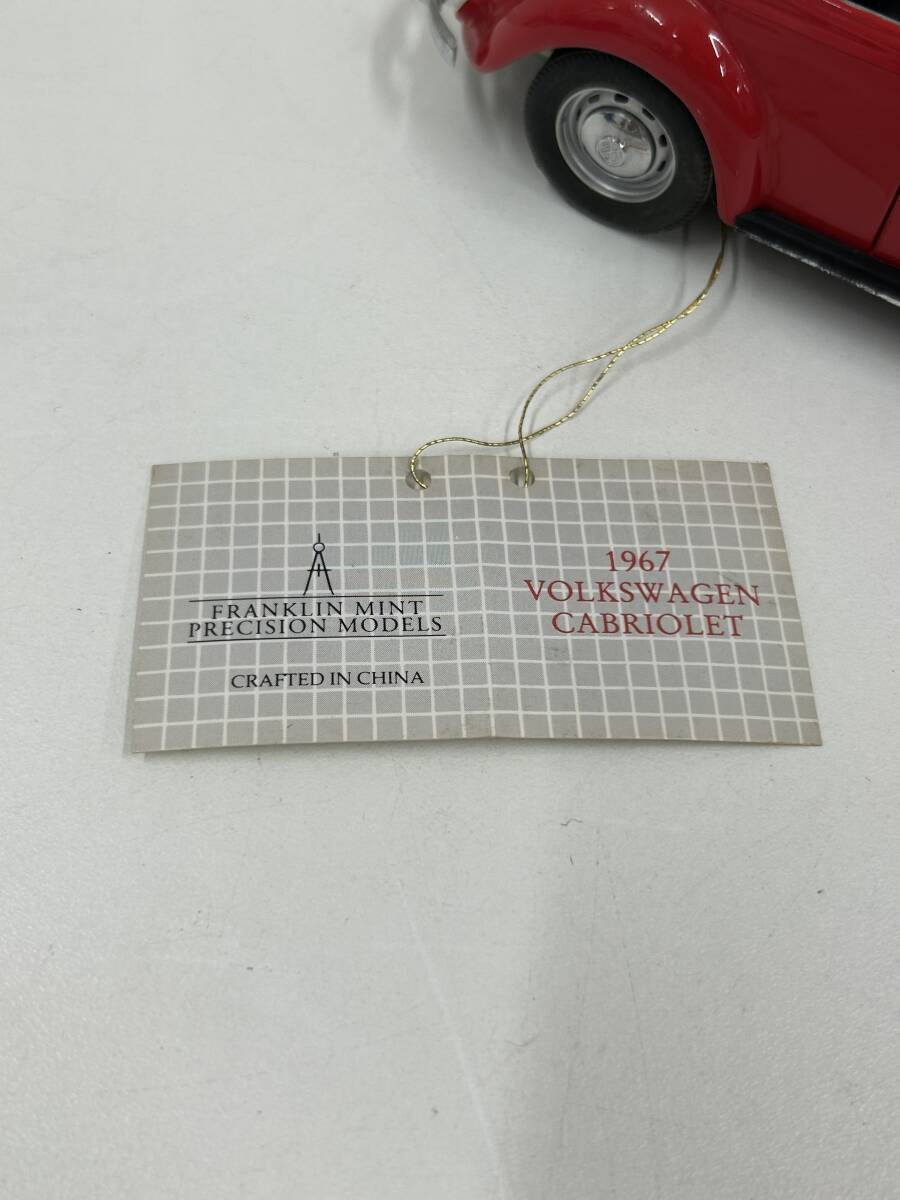 FRANKLIN MINT
PRECISION MODELS
CRAFTED IN CHINA
1967
VOLKSWAGEN
CABRIOLET